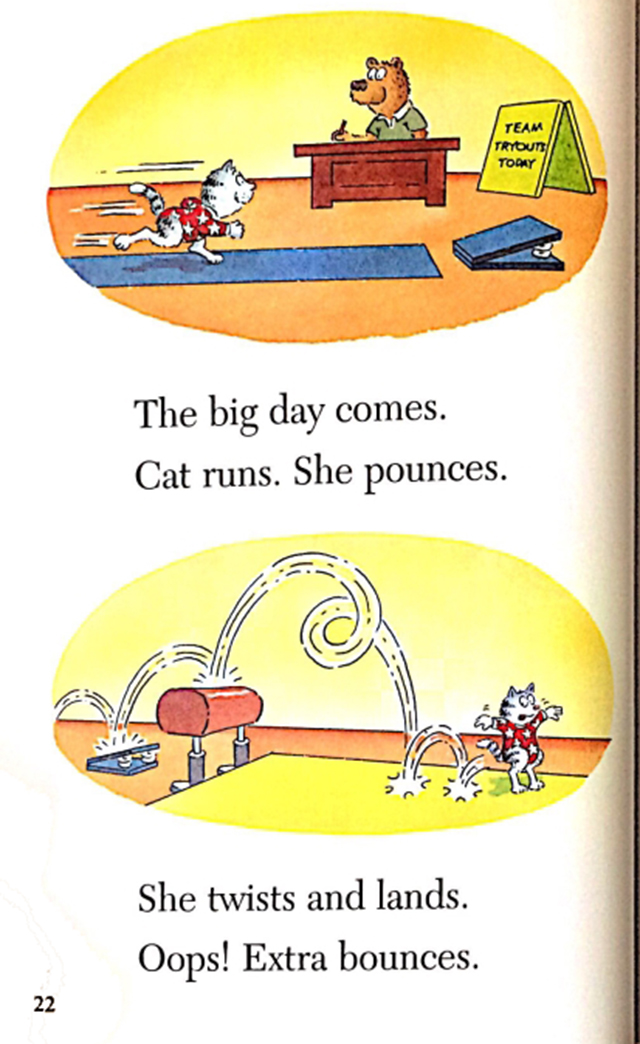 TEAM
TRYOUTS
TODAY
The big day comes.
Cat runs. She pounces.
She twists and lands.
Oops! Extra bounces.
22